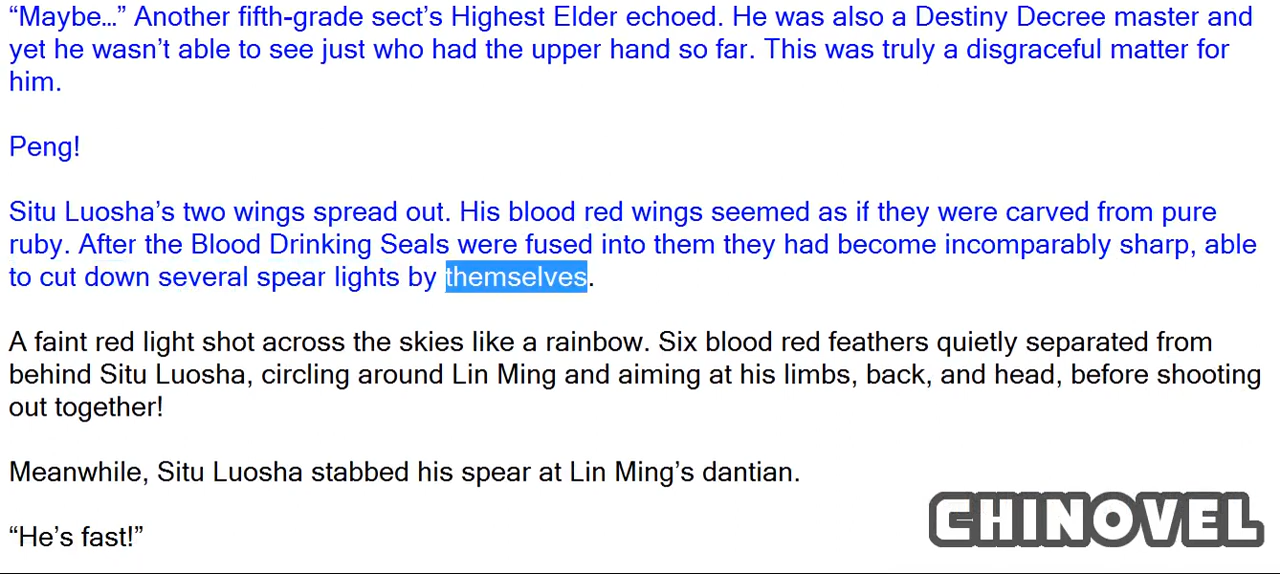 “Maybe…” Another fifth-grade sect’s Highest Elder echoed. He was also a Destiny Decree master and
yet he wasn’t able to see just who had the upper hand so far. This was truly a disgraceful matter for
him.
Peng!
Situ Luosha’s two wings spread out. His blood red wings seemed as if they were carved from pure
ruby. After the Blood Drinking Seals were fused into them they had become incomparably sharp, able
to cut down several spear lights by themselves.
A faint red light shot across the skies like a rainbow. Six blood red feathers quietly separated from
behind Situ Luosha, circling around Lin Ming and aiming at his limbs, back, and head, before shooting
out together!
Meanwhile, Situ Luosha stabbed his spear at Lin Ming’s dantian.
“He’s fast!”
CHINOVEL